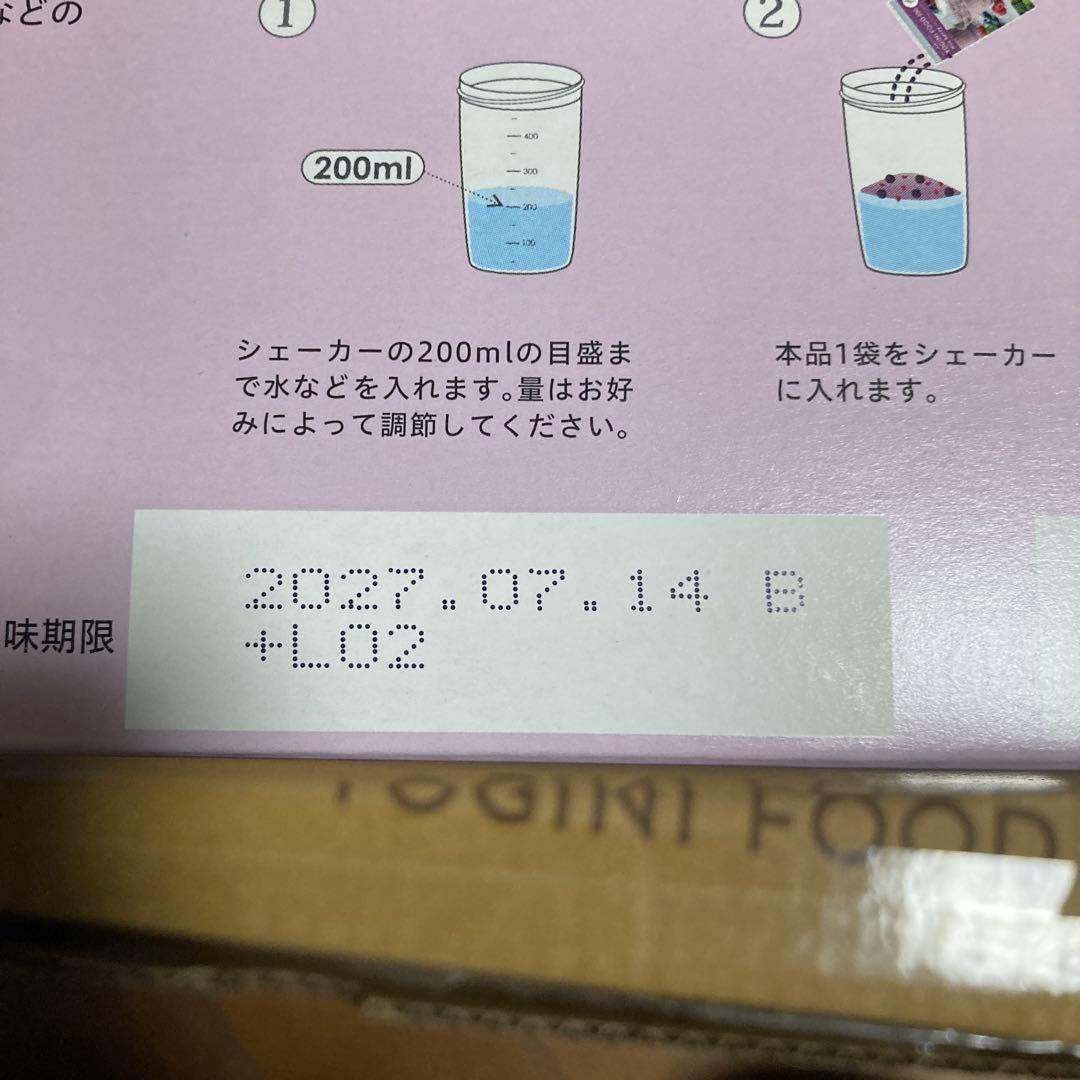 などの
1
2
400
300
200ml
200
100
シェーカーの200mlの目盛ま
で水などを入れます。量はお好
みによって調節してください。
本品1袋をシェーカー
に入れます。
味期限
2027.07.14 B
+L02
YOGINI FOOD